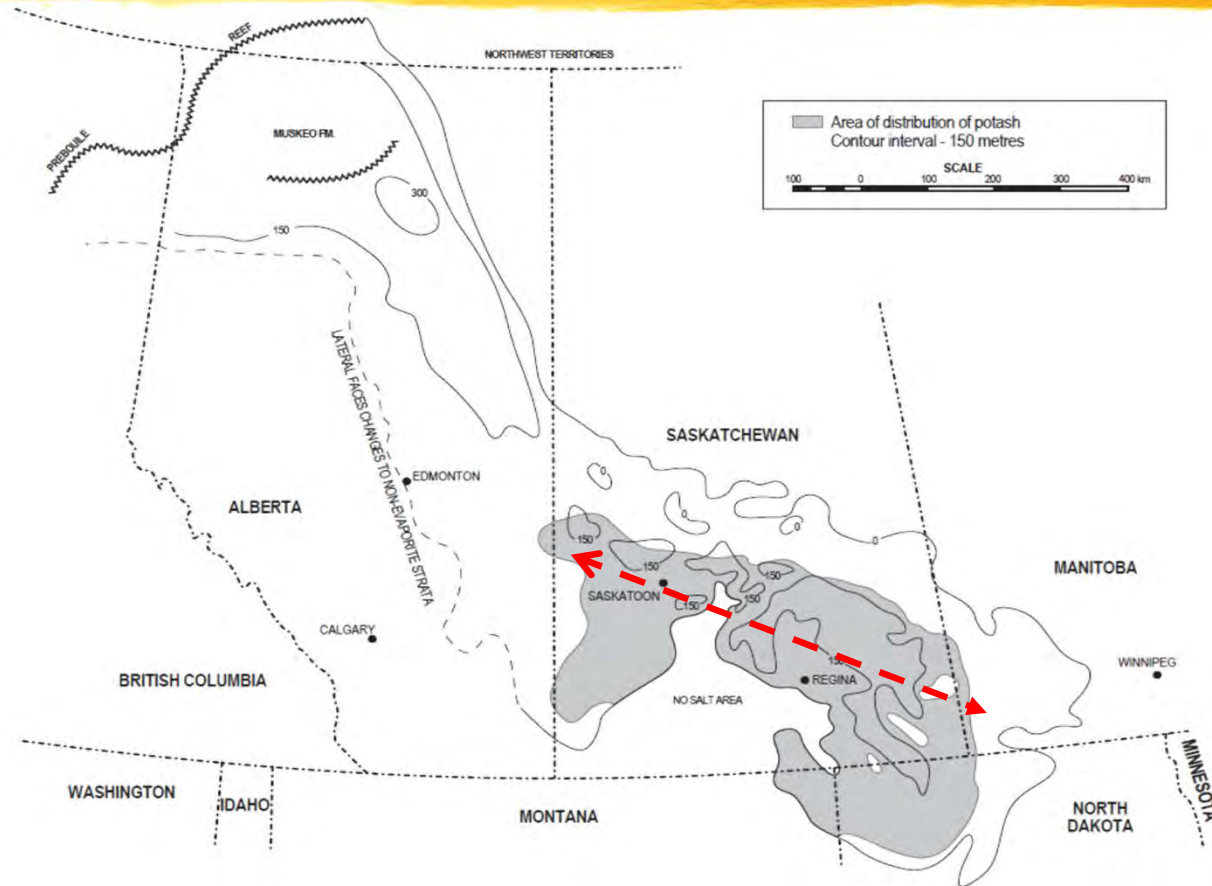 REEF
NORTHWEST TERRITORIES
PREBOUILE
MUSKEO FM.
Area of distribution of potash
Contour interval - 150 metres
SCALE
100 0 100 200 300 400 km
300
150
LATERAL FACES CHANGES TO NON-EVAPORITE STRATA
SASKATCHEWAN
EDMONTON
0
0
0
0
ALBERTA
150
150
150
MANITOBA
SASKATOON
150
150
CALGARY
150
WINNIPEG
BRITISH COLUMBIA
REGINA
NO SALT AREA
WASHINGTON
IDAHO
MONTANA
NORTH
DAKOTA
MINNESOTA